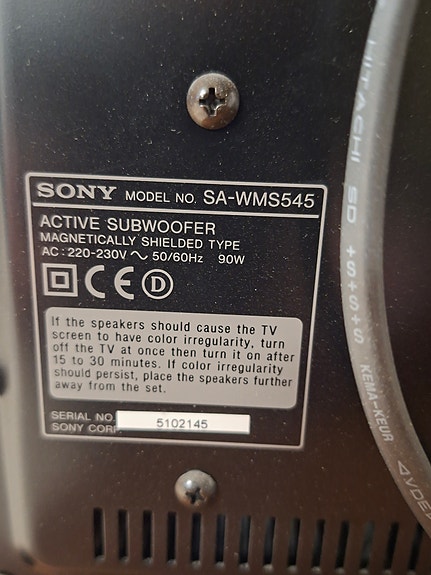 SONY MODEL NO. SA-WMS545
ACTIVE SUBWOOFER
MAGNETICALLY SHIELDED TYPE
AC : 220-230V ~ 50/60Hz 90W
CE D
If the speakers should cause the TV
screen to have color irregularity, turn
off the TV at once then turn it on after
15 to 30 minutes. If color irregularity
should persist, place the speakers further
away from the set.
SERIAL NO. 5102145
SONY CORP.
HITACHI SD +S+S+S KEMA-KEUR